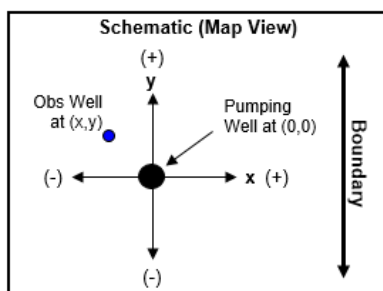 Schematic (Map View)
(+)
y
Obs Well
at (x,y)
Pumping
Well at (0,0)
(-)
x (+)
(-)
Boundary